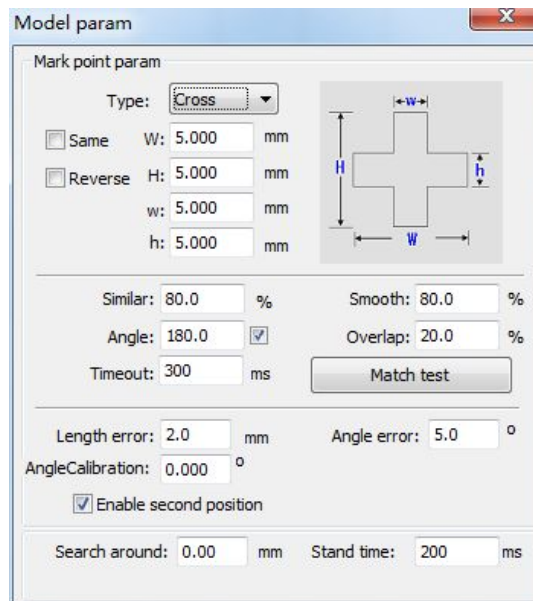 Model param
X
Mark point param
Type: Cross
Same W: 5.000 mm
Reverse H: 5.000 mm
w: 5.000 mm
h: 5.000 mm
w
H
h
W
Similar: 80.0 % Smooth: 80.0 %
Angle: 180.0 Overlap: 20.0 %
Timeout: 300 ms Match test
Length error: 2.0 mm Angle error: 5.0 °
AngleCalibration: 0.000 °
Enable second position
Search around: 0.00 mm Stand time: 200 ms